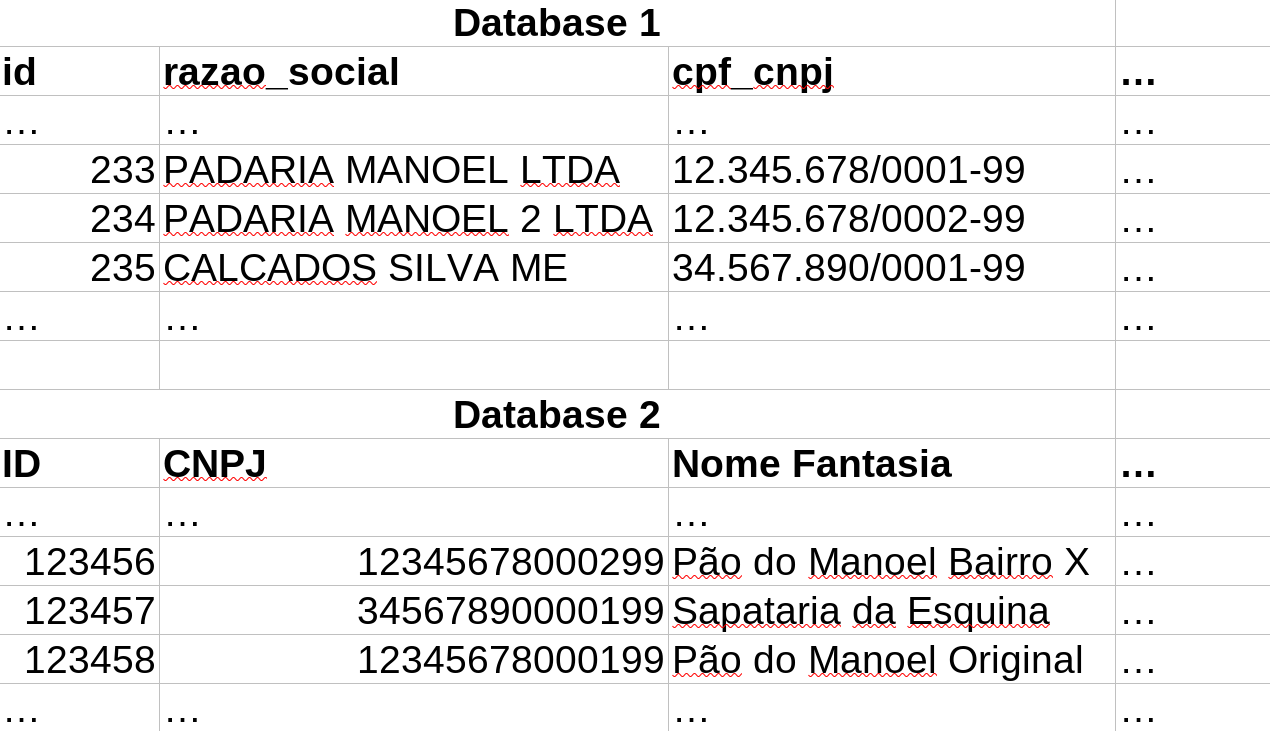 Database 1
id razao_social cpf_cnpj ...
... ... ... ...
233 PADARIA MANOEL LTDA 12.345.678/0001-99 ...
234 PADARIA MANOEL 2 LTDA 12.345.678/0002-99 ...
235 CALCADOS SILVA ME 34.567.890/0001-99 ...
... ... ... ...
Database 2
ID CNPJ Nome Fantasia ...
... ... ... ...
123456 12345678000299 Pão do Manoel Bairro X ...
123457 34567890000199 Sapataria da Esquina ...
123458 12345678000199 Pão do Manoel Original ...
... ... ... ...